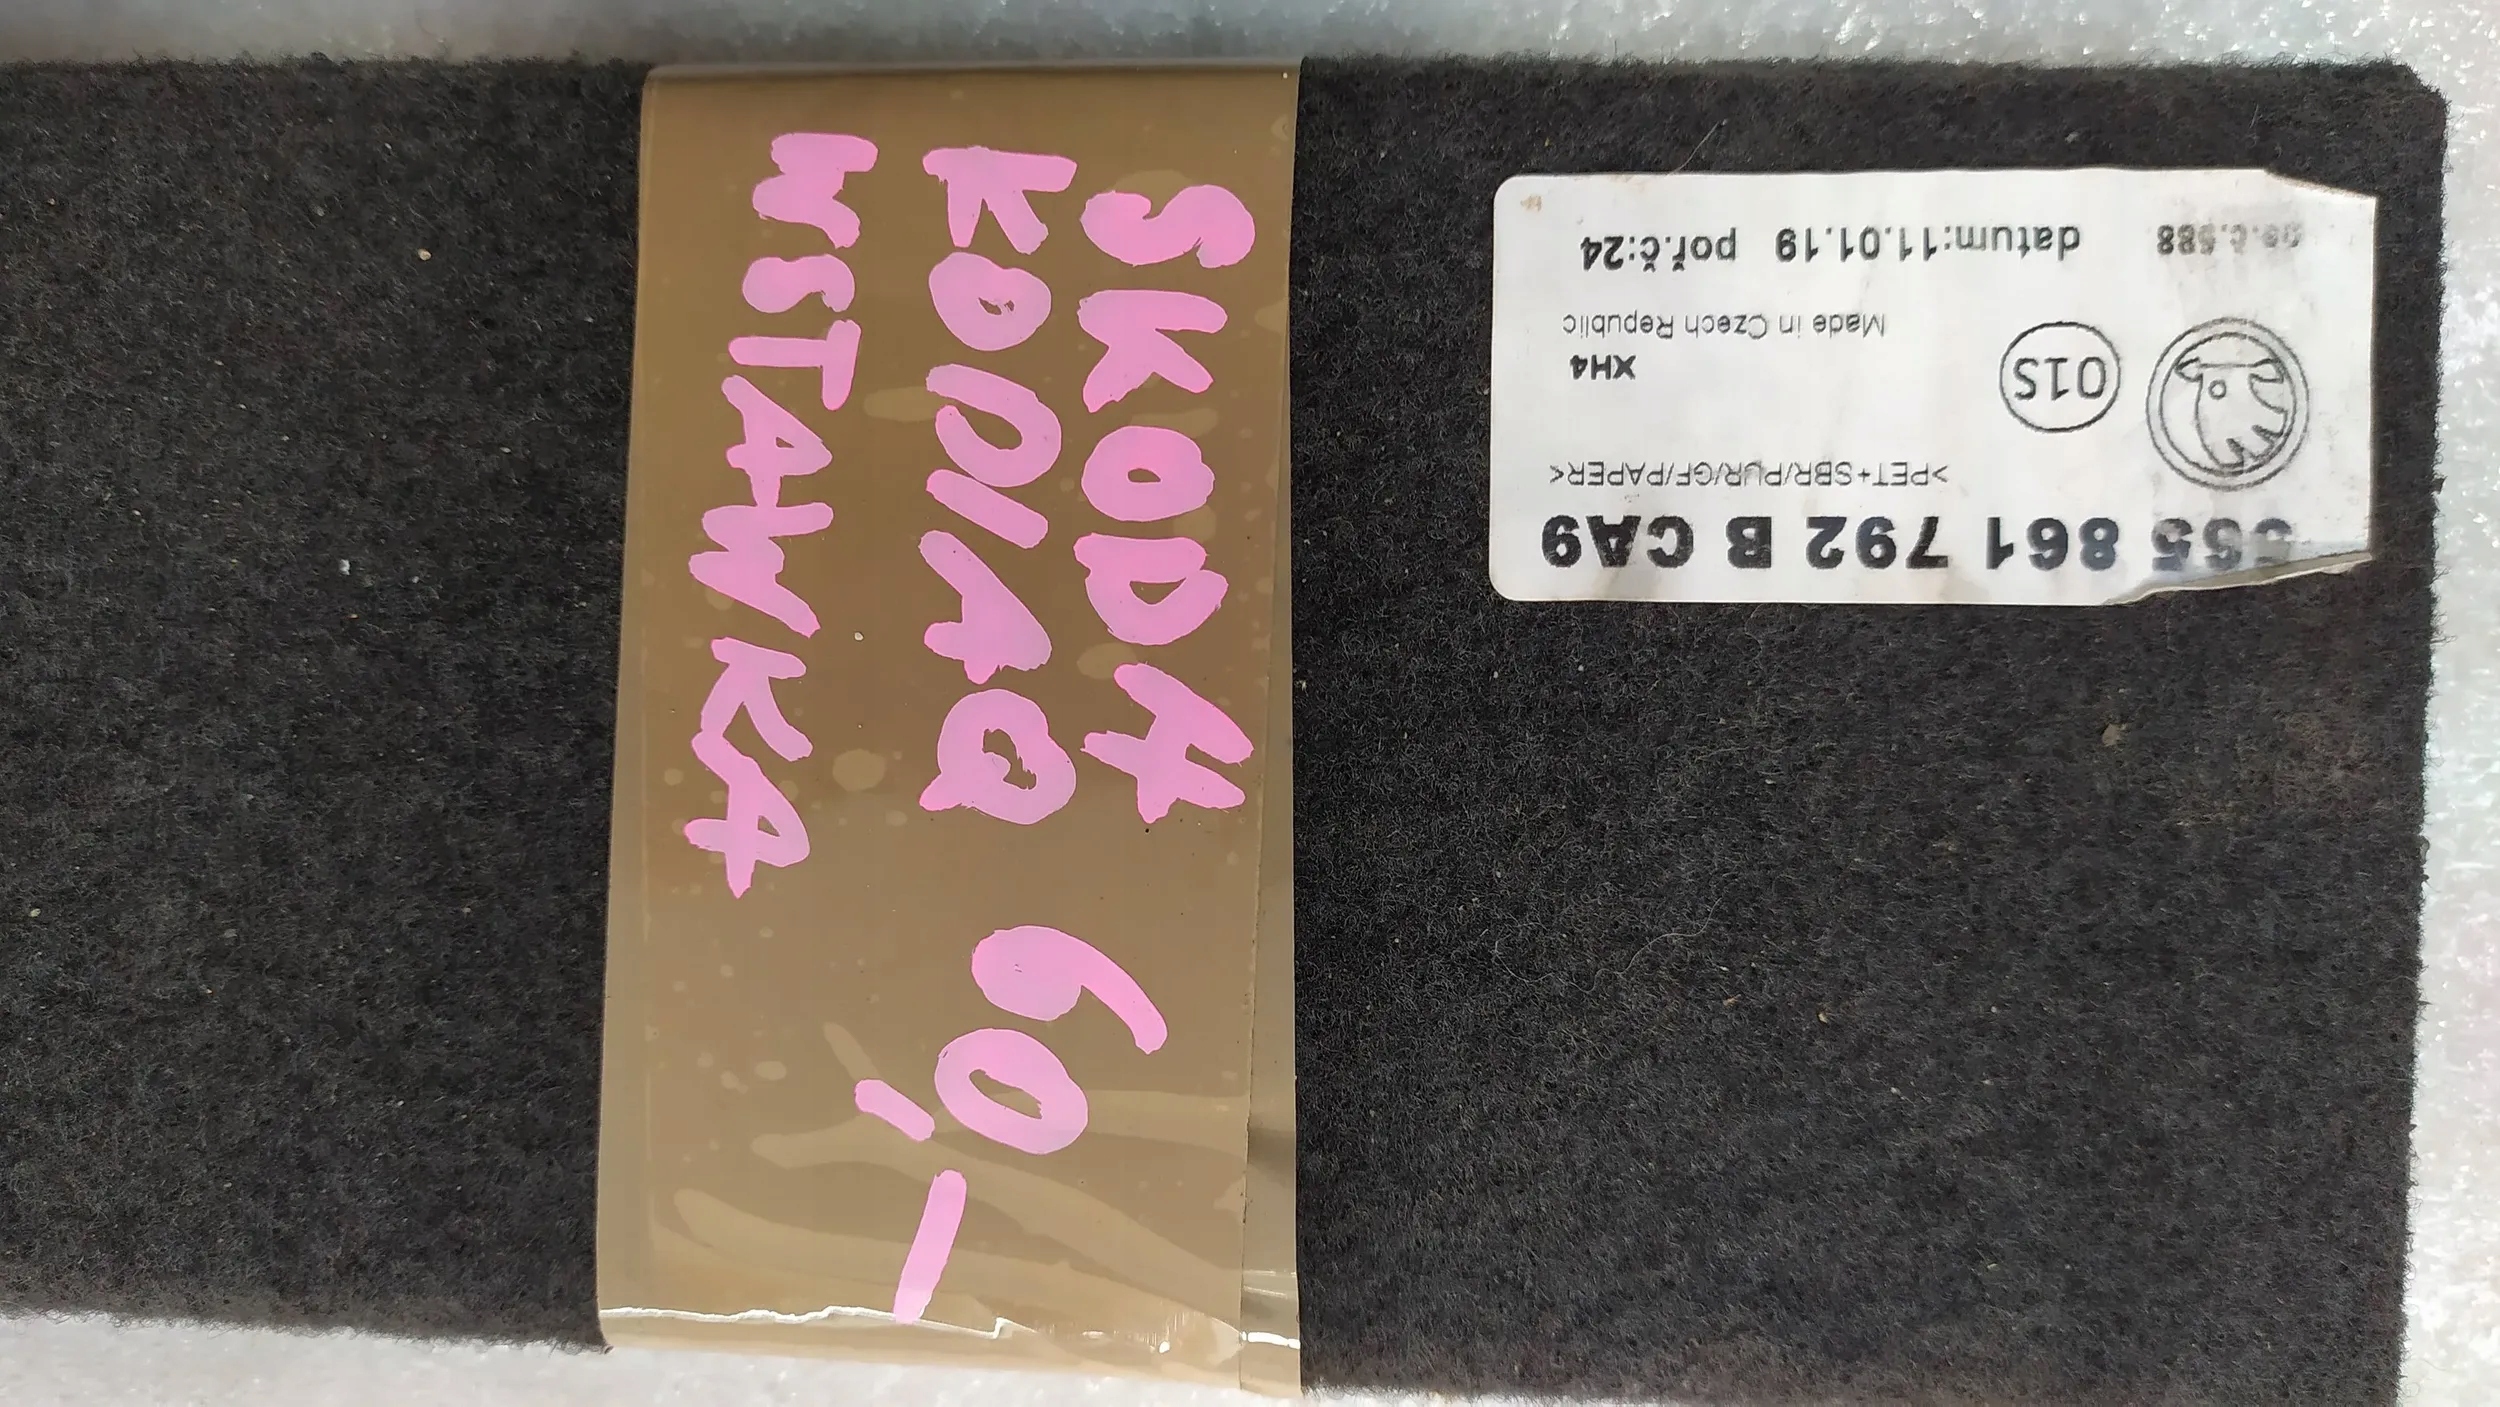 SKODA
KODIAQ 60,-
WSTAWKA
861 792 B CA9
>PET+SBR/PUR/GF/PAPER<
XH4
01S
Made in Czech Republic
datum:11.01.19 poř.č:24